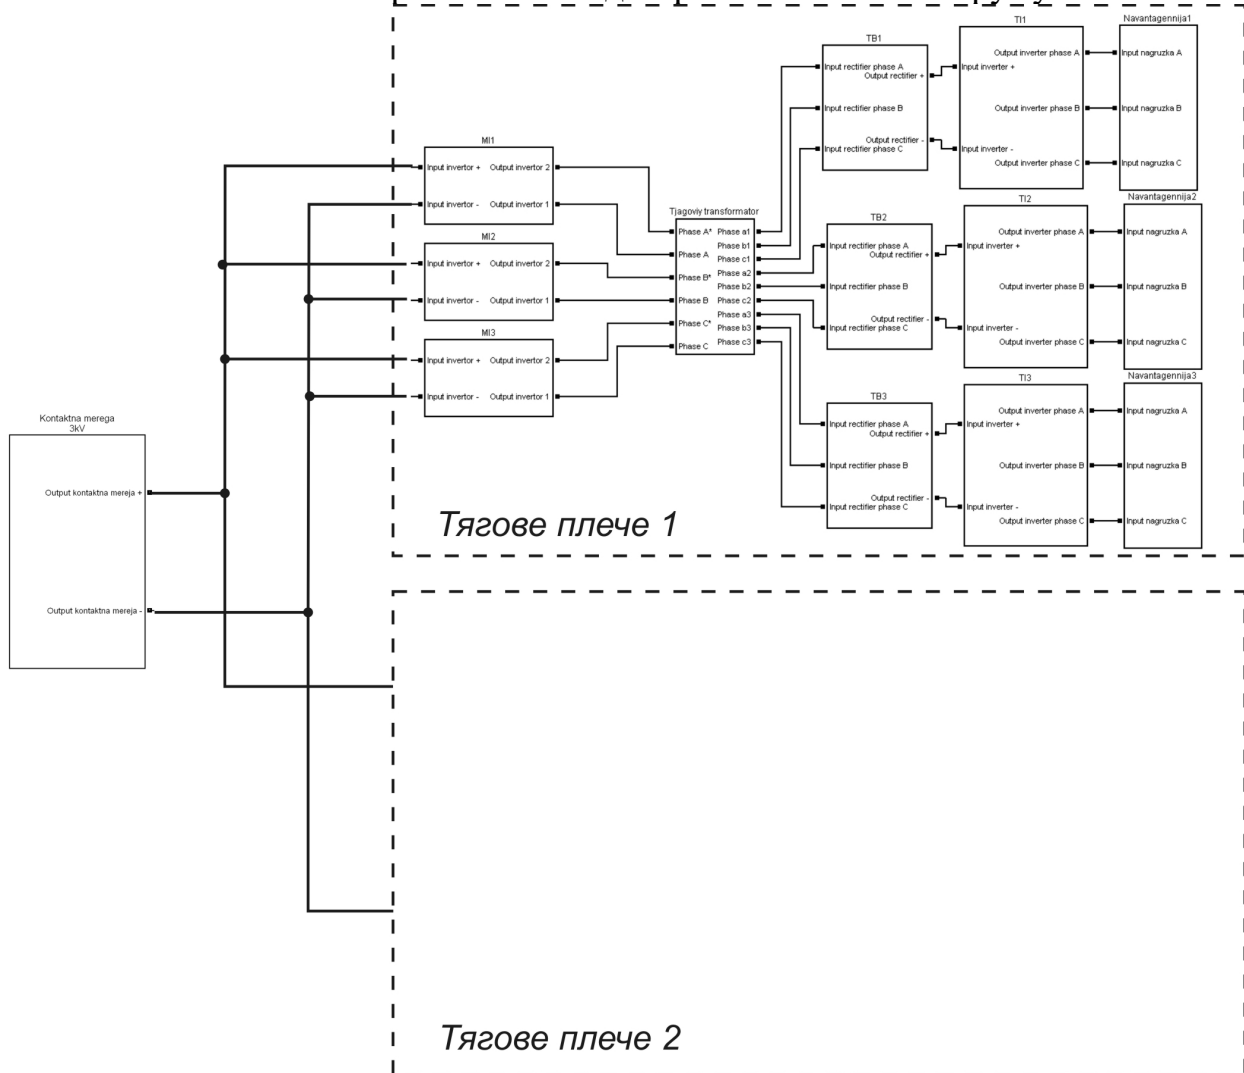 Kontaktna merega
3kV
Output kontaktna mereja +
Output kontaktna mereja -
MI1
Input invertor + Output invertor 2
Input invertor - Output invertor 1
MI2
Input invertor + Output invertor 2
Input invertor - Output invertor 1
MI3
Input invertor + Output invertor 2
Input invertor - Output invertor 1
Tjagoviy transformator
Phase A* Phase a1
Phase b1
Phase A Phase c1
Phase a2
Phase B* Phase b2
Phase B Phase c2
Phase a3
Phase C* Phase b3
Phase C Phase c3
TB1
Input rectifier phase A
Output rectifier +
Input rectifier phase B
Output rectifier -
Input rectifier phase C
TI1
Output inverter phase A
Input inverter +
Output inverter phase B
Input inverter -
Output inverter phase C
Navantagennija1
Input nagruzka A
Input nagruzka B
Input nagruzka C
TB2
Input rectifier phase A
Output rectifier +
Input rectifier phase B
Output rectifier -
Input rectifier phase C
TI2
Output inverter phase A
Input inverter +
Output inverter phase B
Input inverter -
Output inverter phase C
Navantagennija2
Input nagruzka A
Input nagruzka B
Input nagruzka C
TB3
Input rectifier phase A
Output rectifier +
Input rectifier phase B
Output rectifier -
Input rectifier phase C
TI3
Output inverter phase A
Input inverter +
Output inverter phase B
Input inverter -
Output inverter phase C
Navantagennija3
Input nagruzka A
Input nagruzka B
Input nagruzka C
Тягове плече 1
Тягове плече 2